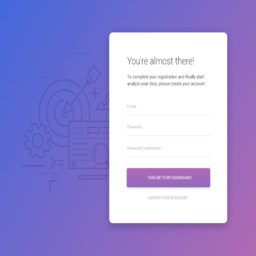 You're almost there!
To complete your registration and finally start
analyze your data, please create your account.
Email
Password
Password Confirmation
TAKE ME TO MY DASHBOARD
I ALREADY HAVE AN ACCOUNT